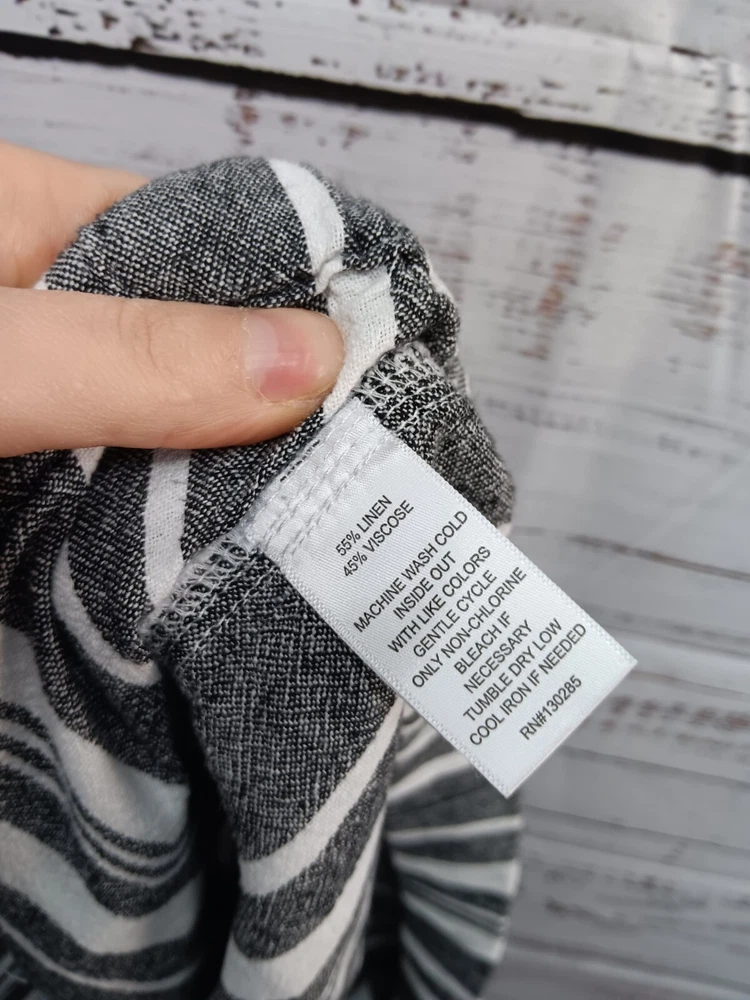 55% LINEN
45% VISCOSE
MACHINE WASH COLD
INSIDE OUT
WITH LIKE COLORS
GENTLE CYCLE
ONLY NON-CHLORINE
BLEACH IF
NECESSARY
TUMBLE DRY LOW
COOL IRON IF NEEDED
RN#130285